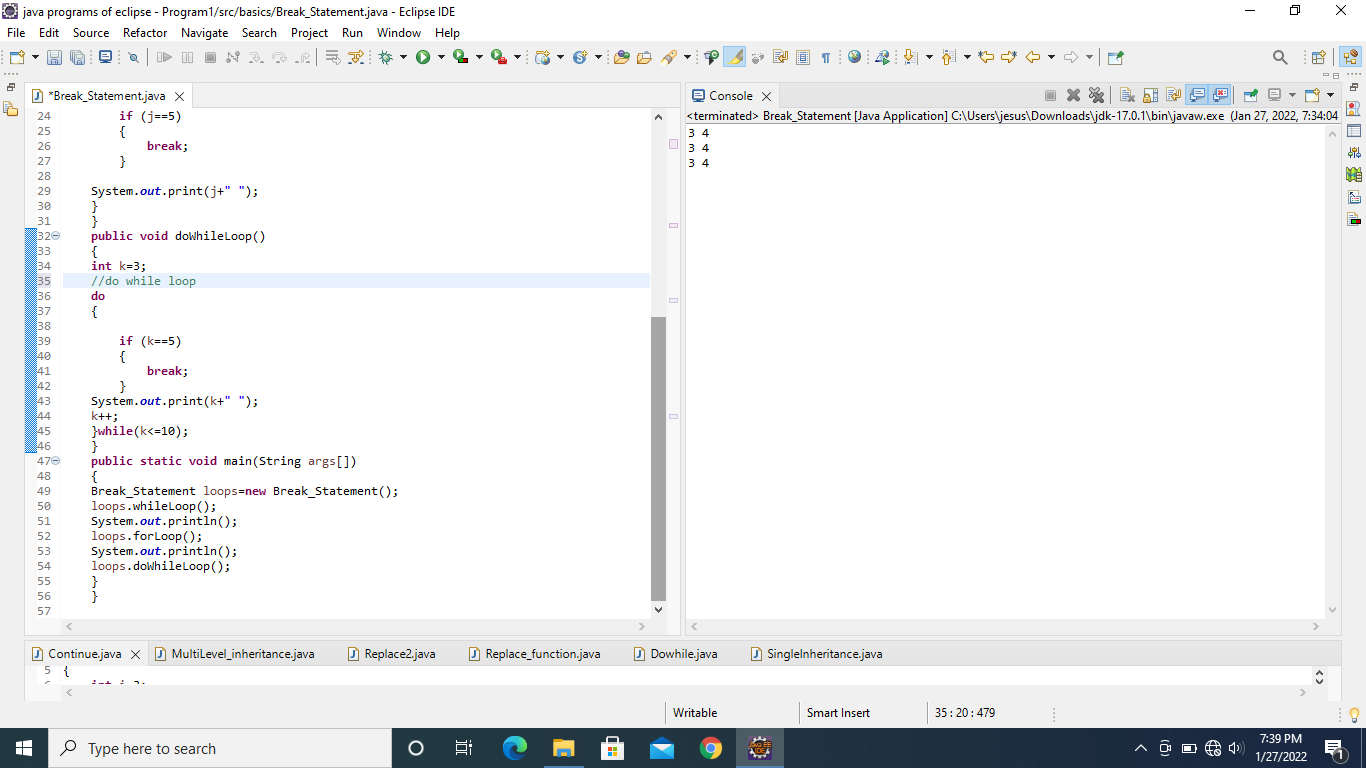 java programs of eclipse - Program1/src/basics/Break_Statement.java - Eclipse IDE
File Edit Source Refactor Navigate Search Project Run Window Help
*Break_Statement.java
24 if (j==5)
25 {
26 break;
27 }
28
29 System.out.print(j+" ");
30 }
31 }
32 public void doWhileLoop()
33 {
34 int k=3;
35 //do while loop
36 do
37 {
38
39 if (k==5)
40 {
41 break;
42 }
43 System.out.print(k+" ");
44 k++;
45 }while(k<=10);
46 }
47 public static void main(String args[])
48 {
49 Break_Statement loops=new Break_Statement();
50 loops.whileLoop();
51 System.out.println();
52 loops.forLoop();
53 System.out.println();
54 loops.doWhileLoop();
55 }
56 }
57
Console
<terminated> Break_Statement [Java Application] C:\Users\jesus\Downloads\jdk-17.0.1\bin\javaw.exe (Jan 27, 2022, 7:34:04
3 4
3 4
3 4
Continue.java MultiLevel_inheritance.java Replace2.java Replace_function.java Dowhile.java SingleInheritance.java
5 {
Writable Smart Insert 35 : 20 : 479
Type here to search
7:39 PM
1/27/2022
1